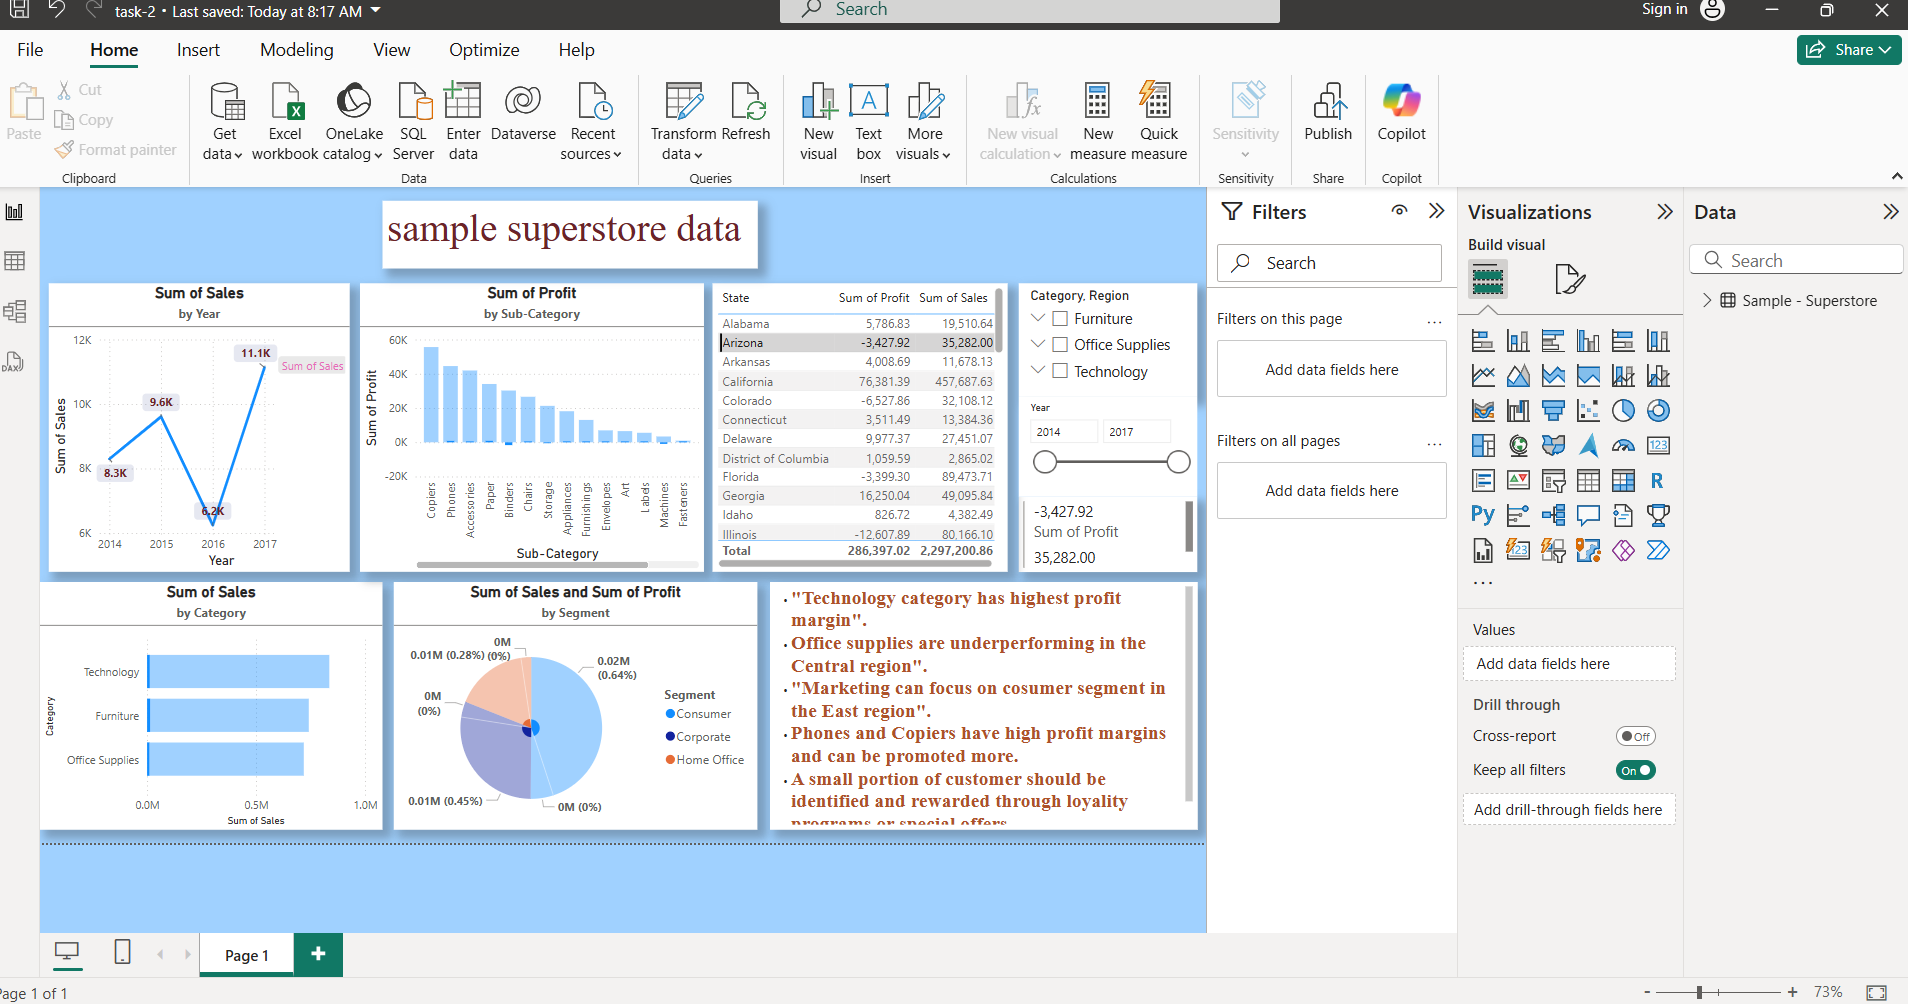 task-2 • Last saved: Today at 8:17 AM
Search
Sign in
File
Home
Insert
Modeling
View
Optimize
Help
Share
Paste
Cut
Copy
Format painter
Clipboard
Get data
Excel workbook
OneLake catalog
SQL Server
Enter data
Dataverse
Recent sources
Data
Transform data
Refresh
Queries
New visual
Text box
More visuals
Insert
New visual calculation
New measure
Quick measure
Calculations
Sensitivity
Sensitivity
Publish
Share
Copilot
Copilot
sample superstore data
Sum of Sales
by Year
12K
10K
8K
6K
Sum of Sales
8.3K
9.6K
6.2K
11.1K
Sum of Sales
2014 2015 2016 2017
Year
Sum of Profit
by Sub-Category
60K
40K
20K
0K
-20K
Sum of Profit
Copiers
Phones
Accessories
Paper
Binders
Chairs
Storage
Appliances
Furnishings
Envelopes
Art
Labels
Machines
Fasteners
Sub-Category
State Sum of Profit Sum of Sales
Alabama 5,786.83 19,510.64
Arizona -3,427.92 35,282.00
Arkansas 4,008.69 11,678.13
California 76,381.39 457,687.63
Colorado -6,527.86 32,108.12
Connecticut 3,511.49 13,384.36
Delaware 9,977.37 27,451.07
District of Columbia 1,059.59 2,865.02
Florida -3,399.30 89,473.71
Georgia 16,250.04 49,095.84
Idaho 826.72 4,382.49
Illinois -12,607.89 80,166.10
Total 286,397.02 2,297,200.86
Category, Region
Furniture
Office Supplies
Technology
Year
2014 2017
-3,427.92
Sum of Profit
35,282.00
Sum of Sales
by Category
Category
Technology
Furniture
Office Supplies
0.0M 0.5M 1.0M
Sum of Sales
Sum of Sales and Sum of Profit
by Segment
0M
0.01M (0.28%) (0%)
0.02M
(0.64%)
0M
(0%)
0.01M (0.45%)
0M (0%)
Segment
Consumer
Corporate
Home Office
• "Technology category has highest profit
margin".
• Office supplies are underperforming in the
Central region".
• "Marketing can focus on cosumer segment in
the East region".
• Phones and Copiers have high profit margins
and can be promoted more.
• A small portion of customer should be
identified and rewarded through loyality
programs or special offers
Filters
Search
Filters on this page
...
Add data fields here
Filters on all pages
...
Add data fields here
Visualizations
Build visual
123
R
Py
123
...
Values
Add data fields here
Drill through
Cross-report
Off
Keep all filters
On
Add drill-through fields here
Data
Search
Sample - Superstore
DAX
Page 1
+
Page 1 of 1
- + 73%